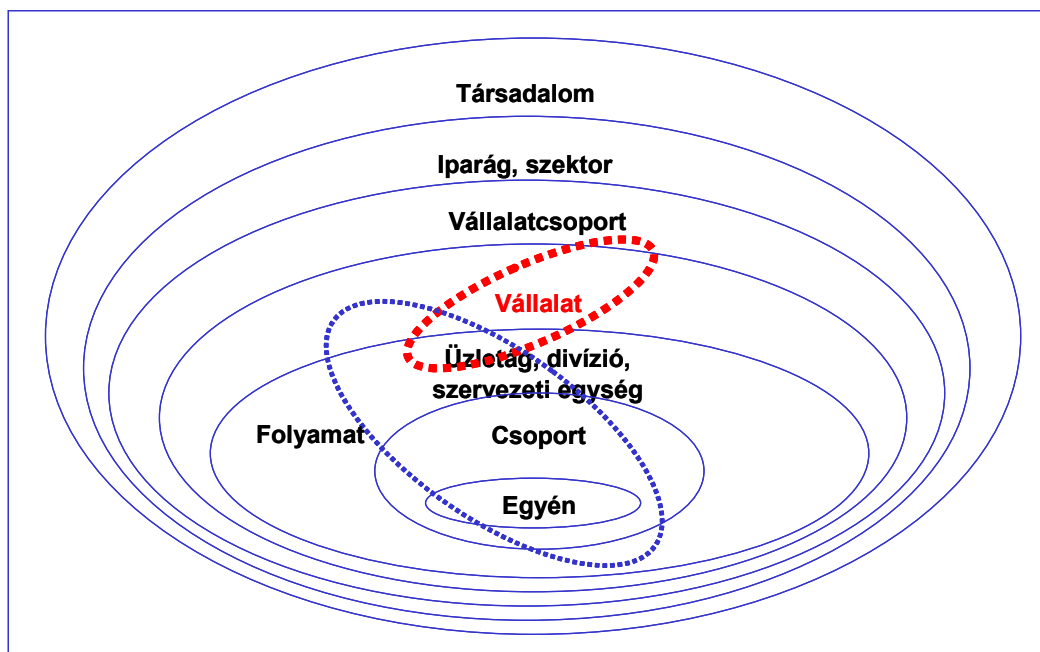 Társadalom
Iparág, szektor
Vállalatcsoport
Vállalat
Üzletág, divízió,
szervezeti egység
Folyamat
Csoport
Egyén